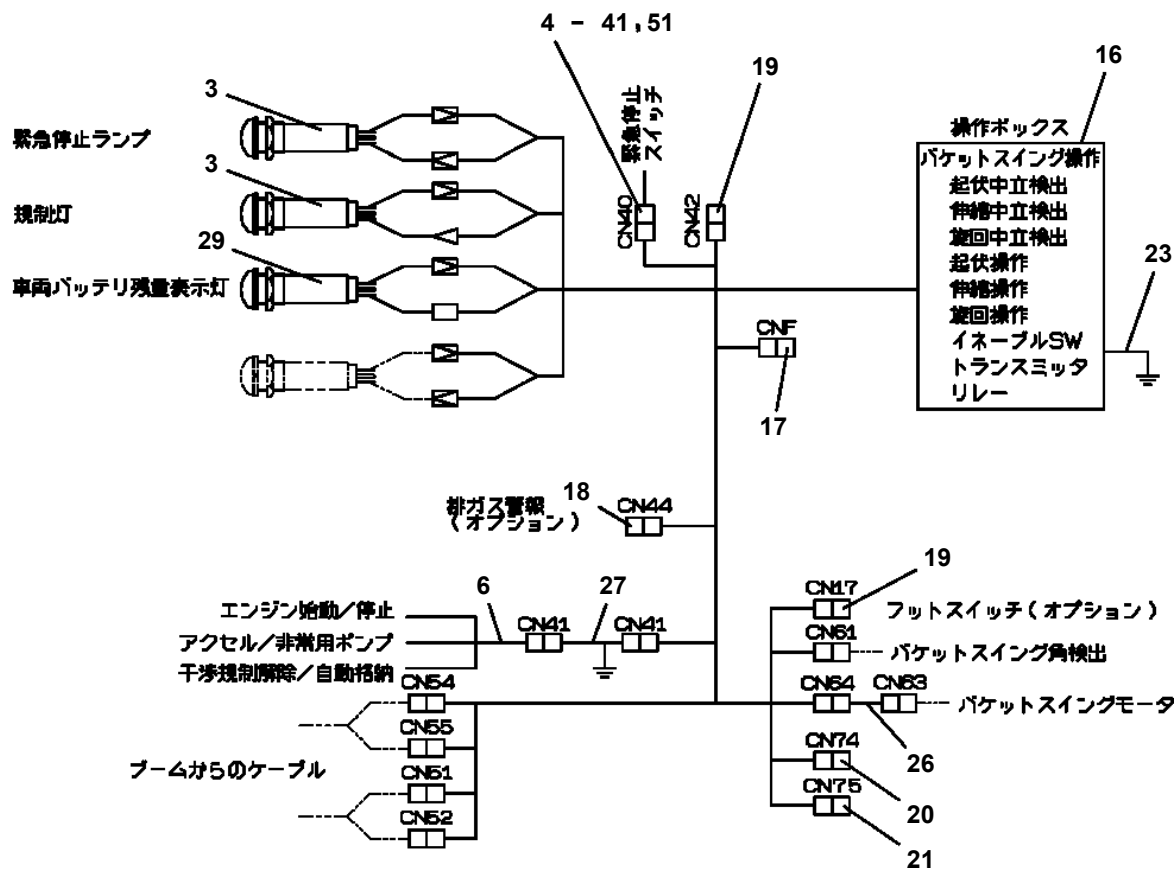 4 - 41,51
19
16
3
緊急停止
スイッチ
操作ボックス
緊急停止ランプ
バケットスイング操作
3
起伏中立検出
CN40
CN42
規制灯
伸縮中立検出
29
旋回中立検出
23
起伏操作
車両バッテリ残量表示灯
伸縮操作
旋回操作
CNF
イネーブルSW
トランスミッタ
リレー
17
排ガス警報
(オプション)
18
CN44
エンジン始動/停止
6
27
CN17
19
フットスイッチ(オプション)
アクセル/非常用ポンプ
CN41
CN41
CN61
バケットスイング角検出
干渉規制解除/自動格納
CN54
CN64
CN63
バケットスイングモータ
CN55
CN74
26
ブームからのケーブル
CN51
CN75
20
CN52
21